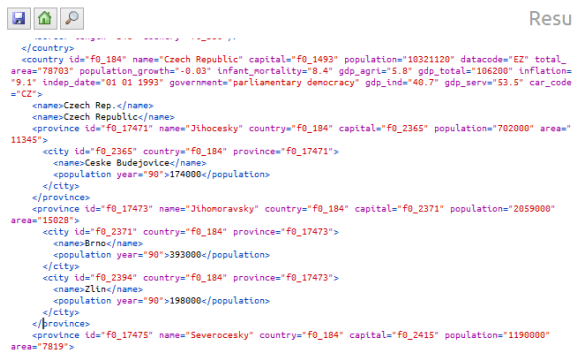 Resu
</country>
<country id="f0_184" name="Czech Republic" capital="f0_1493" population="10321120" datacode="EZ" total_
area="78703" population_growth="-0.03" infant_mortality="8.4" gdp_agri="5.8" gdp_total="106200" inflation=
"9.1" indep_date="01 01 1993" government="parliamentary democracy" gdp_ind="40.7" gdp_serv="53.5" car_code
="CZ">
<name>Czech Rep.</name>
<name>Czech Republic</name>
<province id="f0_17471" name="Jihocesky" country="f0_184" capital="f0_2365" population="702000" area="
11345">
<city id="f0_2365" country="f0_184" province="f0_17471">
<name>Ceske Budejovice</name>
<population year="90">174000</population>
</city>
</province>
<province id="f0_17473" name="Jihomoravsky" country="f0_184" capital="f0_2371" population="2059000"
area="15028">
<city id="f0_2371" country="f0_184" province="f0_17473">
<name>Brno</name>
<population year="90">393000</population>
</city>
<city id="f0_2394" country="f0_184" province="f0_17473">
<name>Zlin</name>
<population year="90">198000</population>
</city>
</province>
<province id="f0_17475" name="Severocesky" country="f0_184" capital="f0_2415" population="1190000"
area="7819">